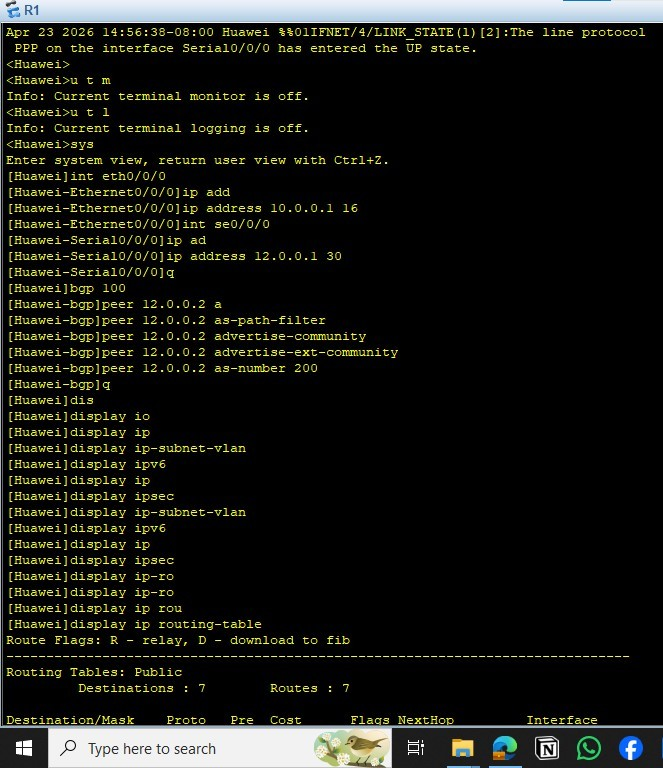 R1
Apr 23 2026 14:56:38-08:00 Huawei %%01IFNET/4/LINK_STATE(l)[2]:The line protocol
PPP on the interface Serial0/0/0 has entered the UP state.
<Huawei>
<Huawei>u t m
Info: Current terminal monitor is off.
<Huawei>u t l
Info: Current terminal logging is off.
<Huawei>sys
Enter system view, return user view with Ctrl+Z.
[Huawei]int eth0/0/0
[Huawei-Ethernet0/0/0]ip add
[Huawei-Ethernet0/0/0]ip address 10.0.0.1 16
[Huawei-Ethernet0/0/0]int se0/0/0
[Huawei-Serial0/0/0]ip ad
[Huawei-Serial0/0/0]ip address 12.0.0.1 30
[Huawei-Serial0/0/0]q
[Huawei]bgp 100
[Huawei-bgp]peer 12.0.0.2 a
[Huawei-bgp]peer 12.0.0.2 as-path-filter
[Huawei-bgp]peer 12.0.0.2 advertise-community
[Huawei-bgp]peer 12.0.0.2 advertise-ext-community
[Huawei-bgp]peer 12.0.0.2 as-number 200
[Huawei-bgp]q
[Huawei]dis
[Huawei]display io
[Huawei]display ip
[Huawei]display ip-subnet-vlan
[Huawei]display ipv6
[Huawei]display ip
[Huawei]display ipsec
[Huawei]display ip-subnet-vlan
[Huawei]display ipv6
[Huawei]display ip
[Huawei]display ipsec
[Huawei]display ip-ro
[Huawei]display ip-ro
[Huawei]display ip rou
[Huawei]display ip routing-table
Route Flags: R - relay, D - download to fib
------------------------------------------------------------------------------
Routing Tables: Public
Destinations : 7 Routes : 7
Destination/Mask Proto Pre Cost Flags NextHop Interface
Type here to search